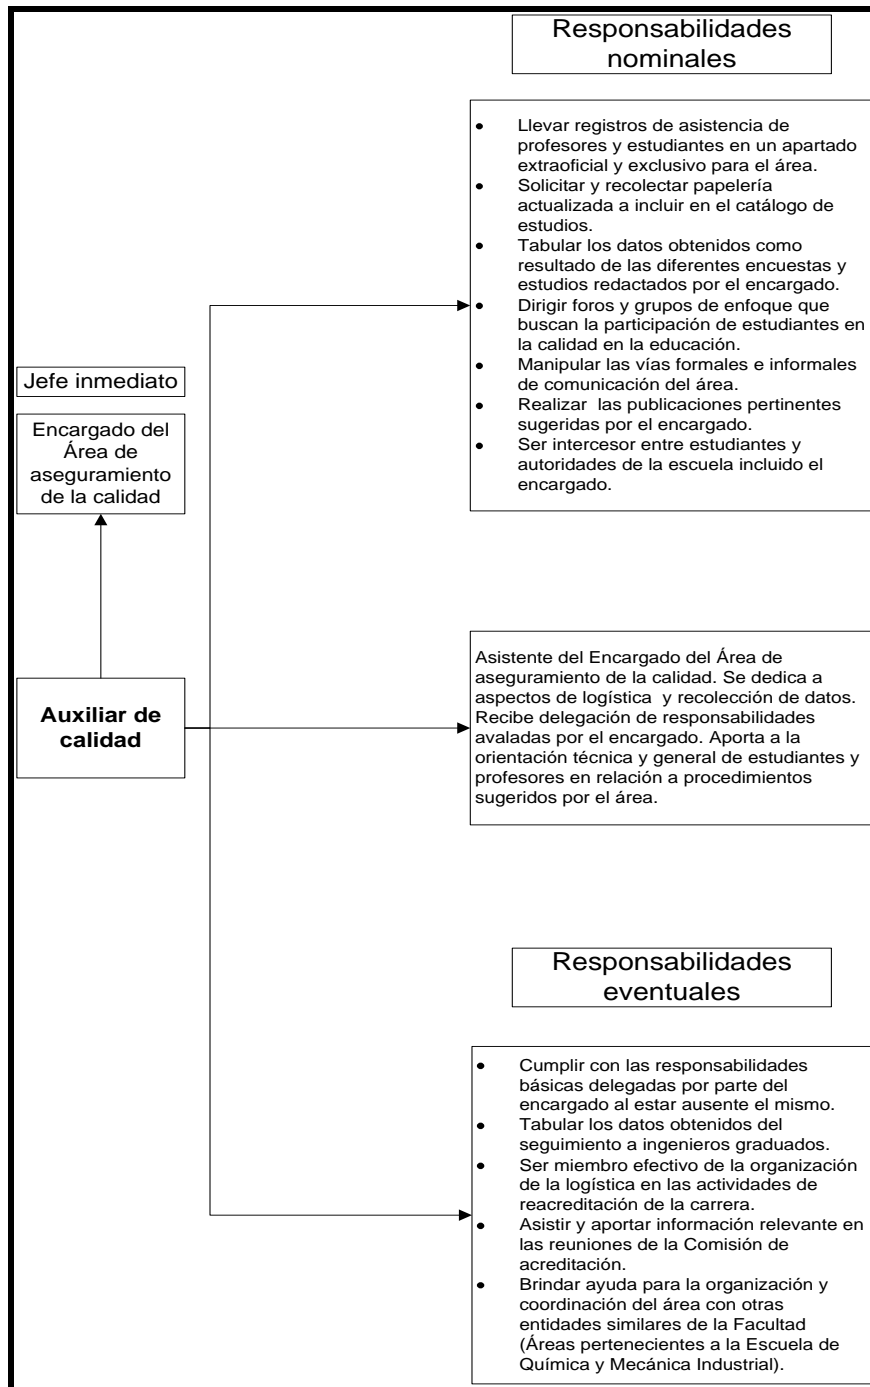 Responsabilidades
nominales
• Llevar registros de asistencia de
profesores y estudiantes en un apartado
extraoficial y exclusivo para el área.
• Solicitar y recolectar papelería
actualizada a incluir en el catálogo de
estudios.
• Tabular los datos obtenidos como
resultado de las diferentes encuestas y
estudios redactados por el encargado.
• Dirigir foros y grupos de enfoque que
buscan la participación de estudiantes en
la calidad en la educación.
• Manipular las vías formales e informales
de comunicación del área.
• Realizar las publicaciones pertinentes
sugeridas por el encargado.
• Ser intercesor entre estudiantes y
autoridades de la escuela incluido el
encargado.
Jefe inmediato
Encargado del
Área de
aseguramiento
de la calidad
Auxiliar de
calidad
Asistente del Encargado del Área de
aseguramiento de la calidad. Se dedica a
aspectos de logística y recolección de datos.
Recibe delegación de responsabilidades
avaladas por el encargado. Aporta a la
orientación técnica y general de estudiantes y
profesores en relación a procedimientos
sugeridos por el área.
Responsabilidades
eventuales
• Cumplir con las responsabilidades
básicas delegadas por parte del
encargado al estar ausente el mismo.
• Tabular los datos obtenidos del
seguimiento a ingenieros graduados.
• Ser miembro efectivo de la organización
de la logística en las actividades de
reacreditación de la carrera.
• Asistir y aportar información relevante en
las reuniones de la Comisión de
acreditación.
• Brindar ayuda para la organización y
coordinación del área con otras
entidades similares de la Facultad
(Áreas pertenecientes a la Escuela de
Química y Mecánica Industrial).